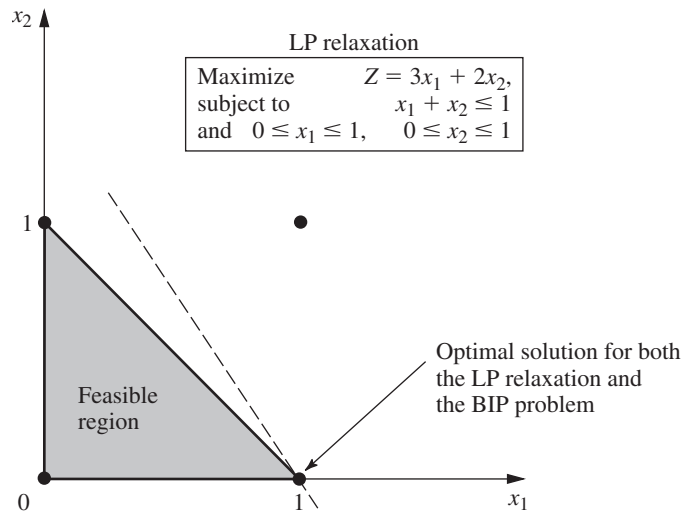 x₂
LP relaxation
Maximize Z = 3x₁ + 2x₂,
subject to x₁ + x₂ ≤ 1
and 0 ≤ x₁ ≤ 1, 0 ≤ x₂ ≤ 1
1
Optimal solution for both
the LP relaxation and
the BIP problem
Feasible
region
0
1
x₁